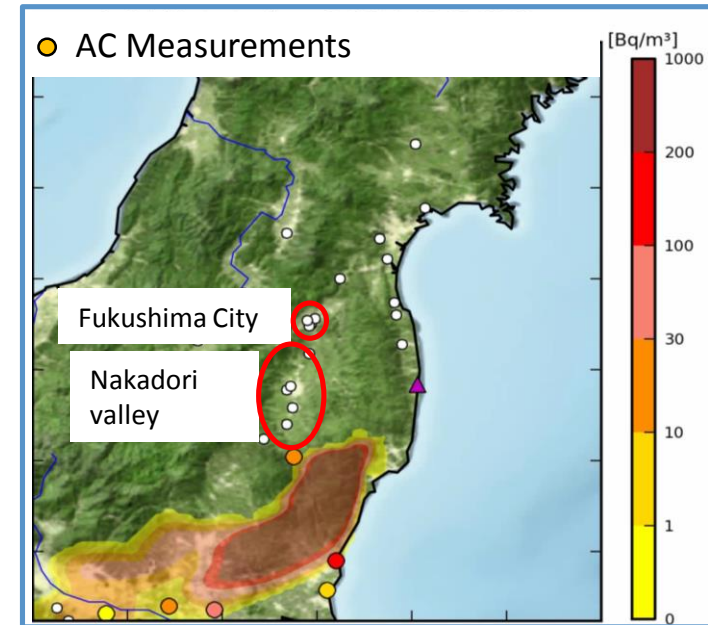 AC Measurements
[Bq/m³]
1000
200
100
30
10
1
0
Fukushima City
Nakadori
valley